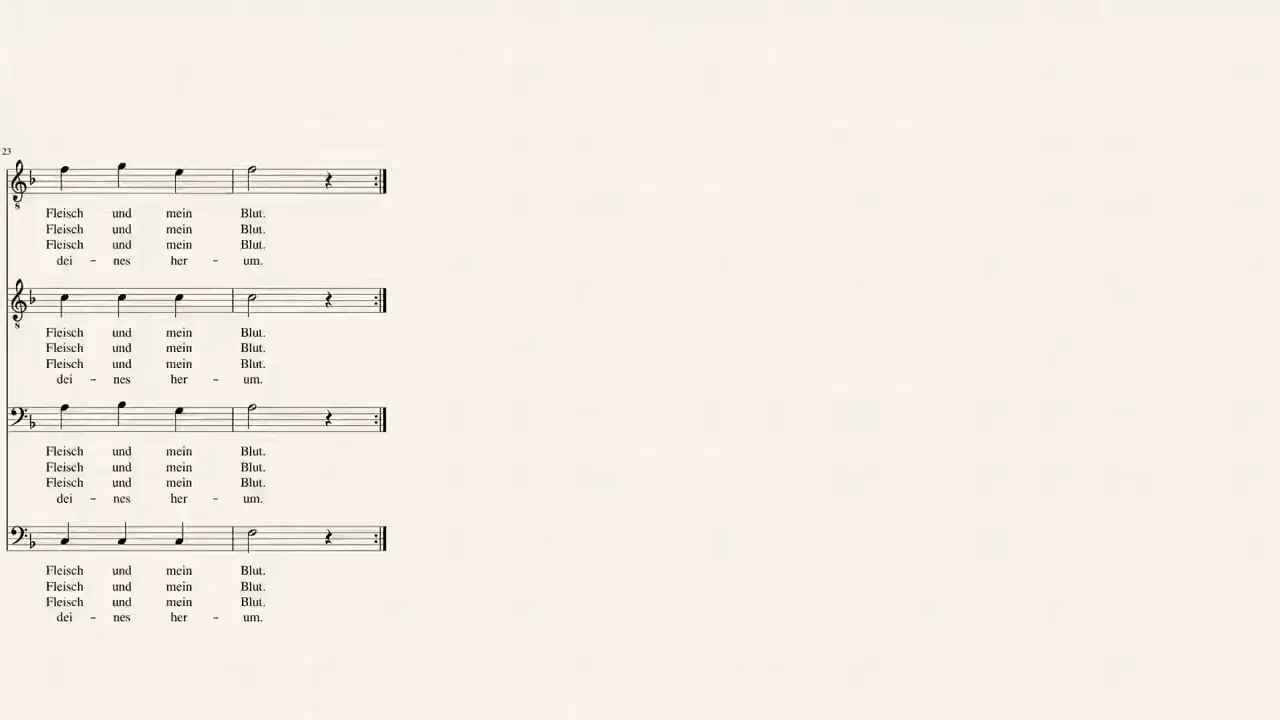 23
8
Fleisch und mein Blut.
Fleisch und mein Blut.
Fleisch und mein Blut.
dei - nes her - um.
8
Fleisch und mein Blut.
Fleisch und mein Blut.
Fleisch und mein Blut.
dei - nes her - um.
Fleisch und mein Blut.
Fleisch und mein Blut.
Fleisch und mein Blut.
dei - nes her - um.
Fleisch und mein Blut.
Fleisch und mein Blut.
Fleisch und mein Blut.
dei - nes her - um.